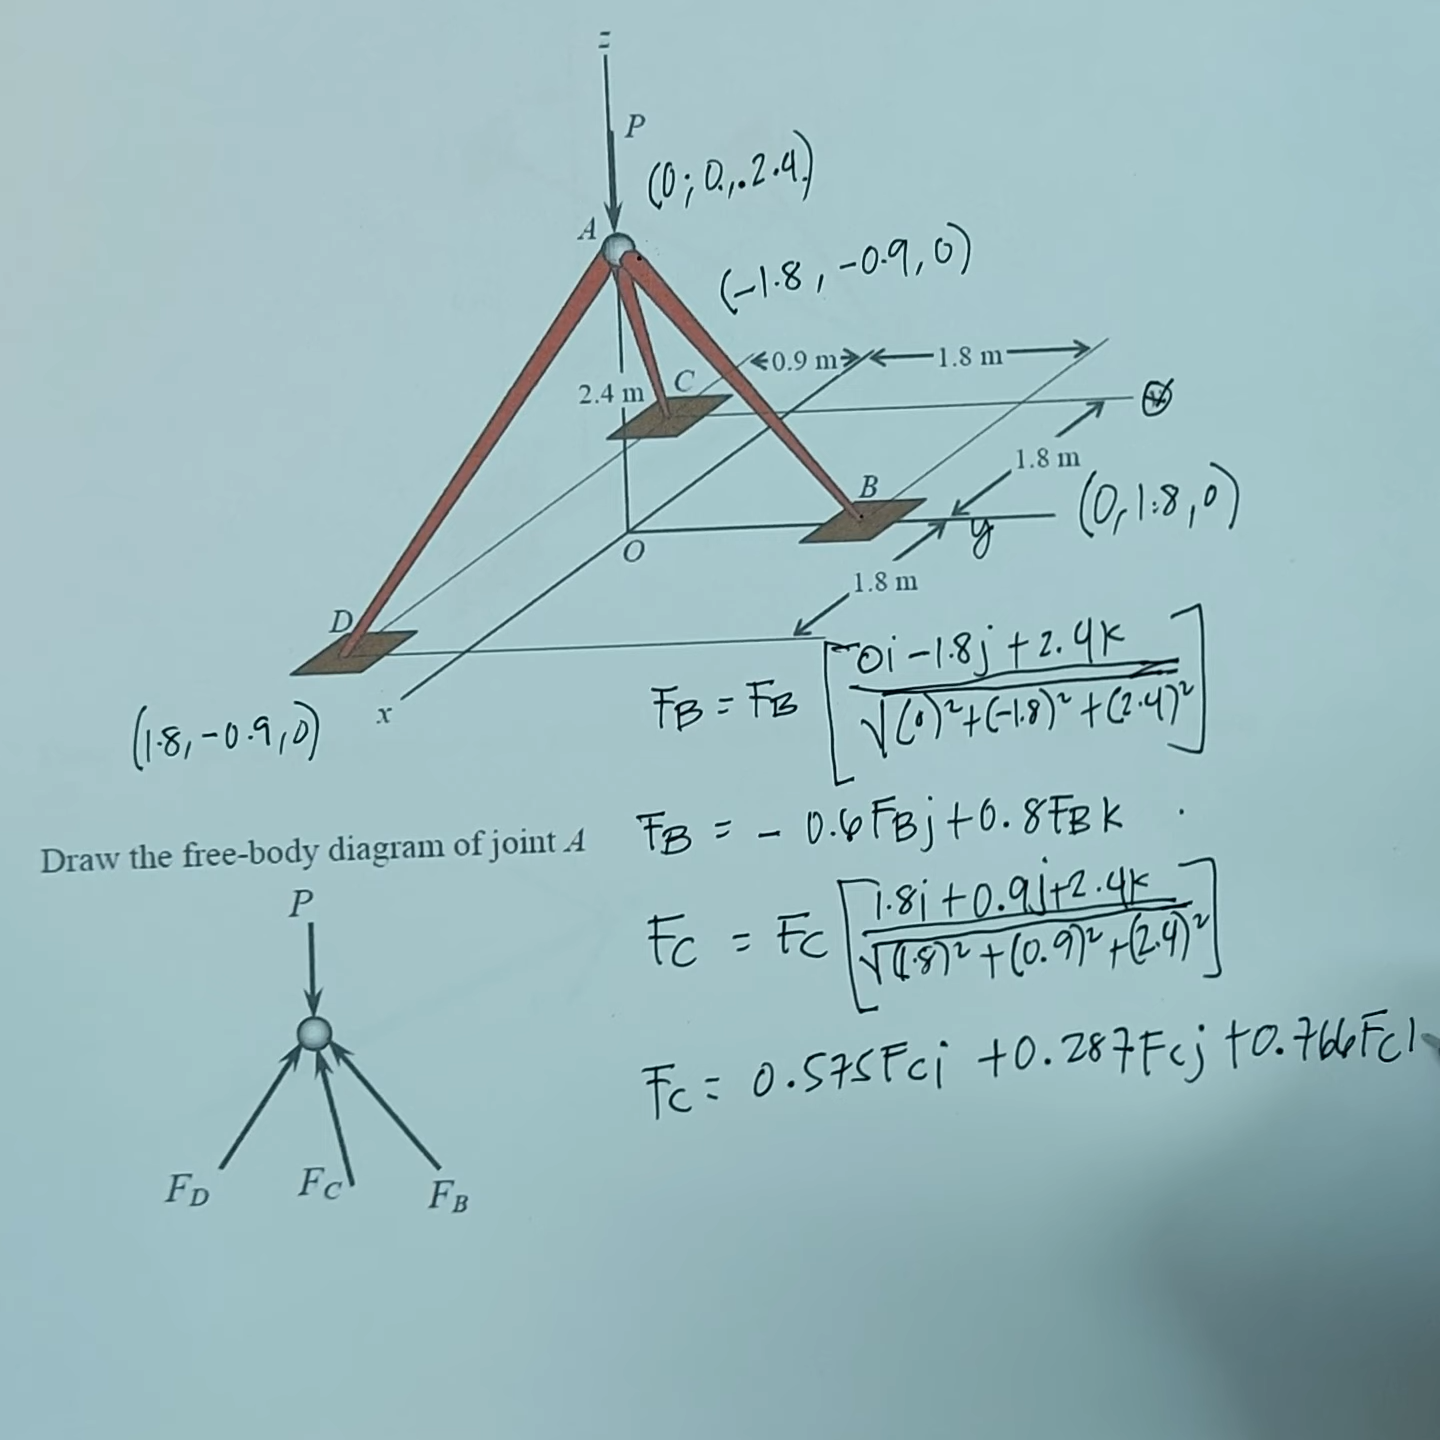 z
P
(0; 0, .2.4)
A
(-1.8, -0.9, 0)
0.9 m
1.8 m
2.4 m
C
1.8 m
B
(0, 1.8, 0)
y
O
1.8 m
D
x
(1.8, -0.9, 0)
FB = FB [0i - 1.8j + 2.4k / √(0)² + (-1.8)² + (2.4)²]
FB = - 0.6FBj + 0.8FBk
Draw the free-body diagram of joint A
FC = FC [1.8i + 0.9j + 2.4k / √(1.8)² + (0.9)² + (2.4)²]
FC = 0.575FCi + 0.287FCj + 0.766FC
P
FD
FC
FB